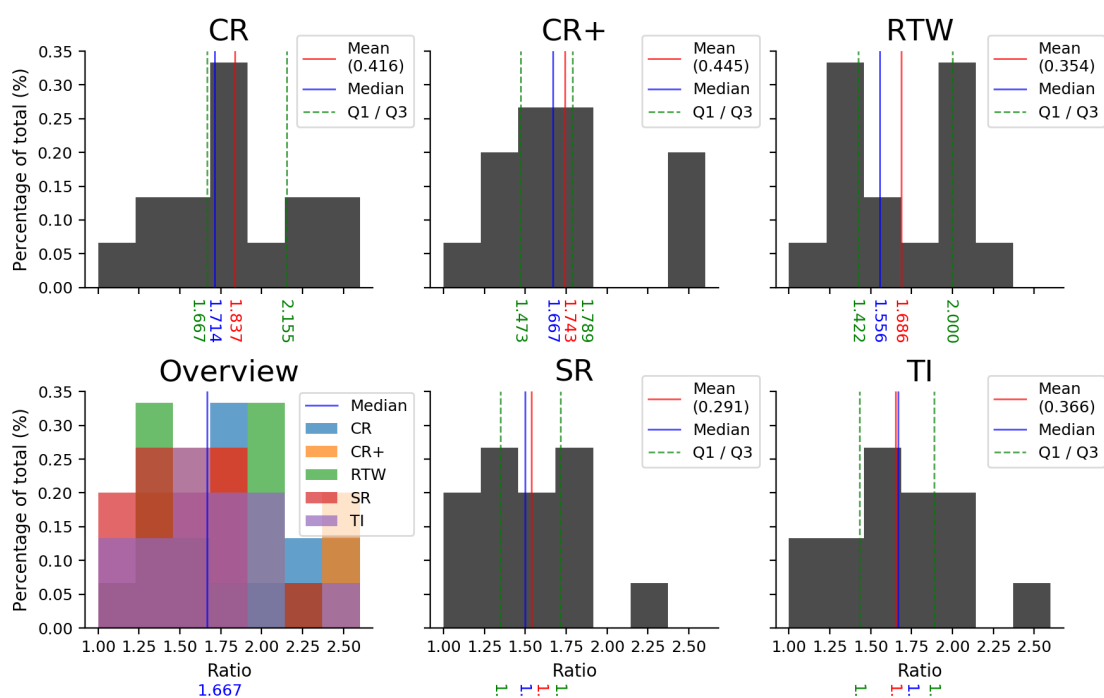 CR
CR+
RTW
Mean
(0.416)
Median
Q1 / Q3
Mean
(0.445)
Median
Q1 / Q3
Mean
(0.354)
Median
Q1 / Q3
Percentage of total (%)
0.35
0.30
0.25
0.20
0.15
0.10
0.05
0.00
1.667
1.714
1.837
2.155
1.473
1.667
1.743
1.789
1.422
1.556
1.686
2.000
Overview
SR
TI
Median
CR
CR+
RTW
SR
TI
Mean
(0.291)
Median
Q1 / Q3
Mean
(0.366)
Median
Q1 / Q3
Percentage of total (%)
0.35
0.30
0.25
0.20
0.15
0.10
0.05
0.00
1.00 1.25 1.50 1.75 2.00 2.25 2.50
1.00 1.25 1.50 1.75 2.00 2.25 2.50
1.00 1.25 1.50 1.75 2.00 2.25 2.50
Ratio
Ratio
Ratio
1.667